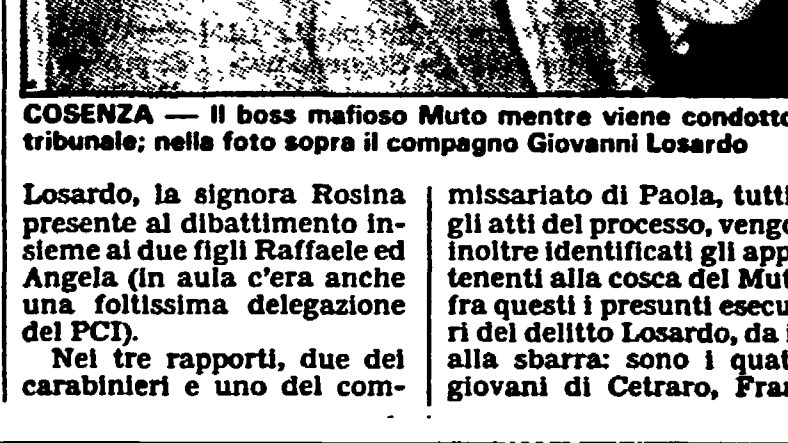 COSENZA — Il boss mafioso Muto mentre viene condotto
tribunale; nella foto sopra il compagno Giovanni Losardo
Losardo, la signora Rosina
presente al dibattimento in-
sieme ai due figli Raffaele ed
Angela (in aula c'era anche
una foltissima delegazione
del PCI).
Nei tre rapporti, due dei
carabinieri e uno del com-
missariato di Paola, tutti
gli atti del processo, vengo
inoltre identificati gli app
tenenti alla cosca del Mut
fra questi i presunti esecu
ri del delitto Losardo, da i
alla sbarra: sono i quat
giovani di Cetraro, Fran